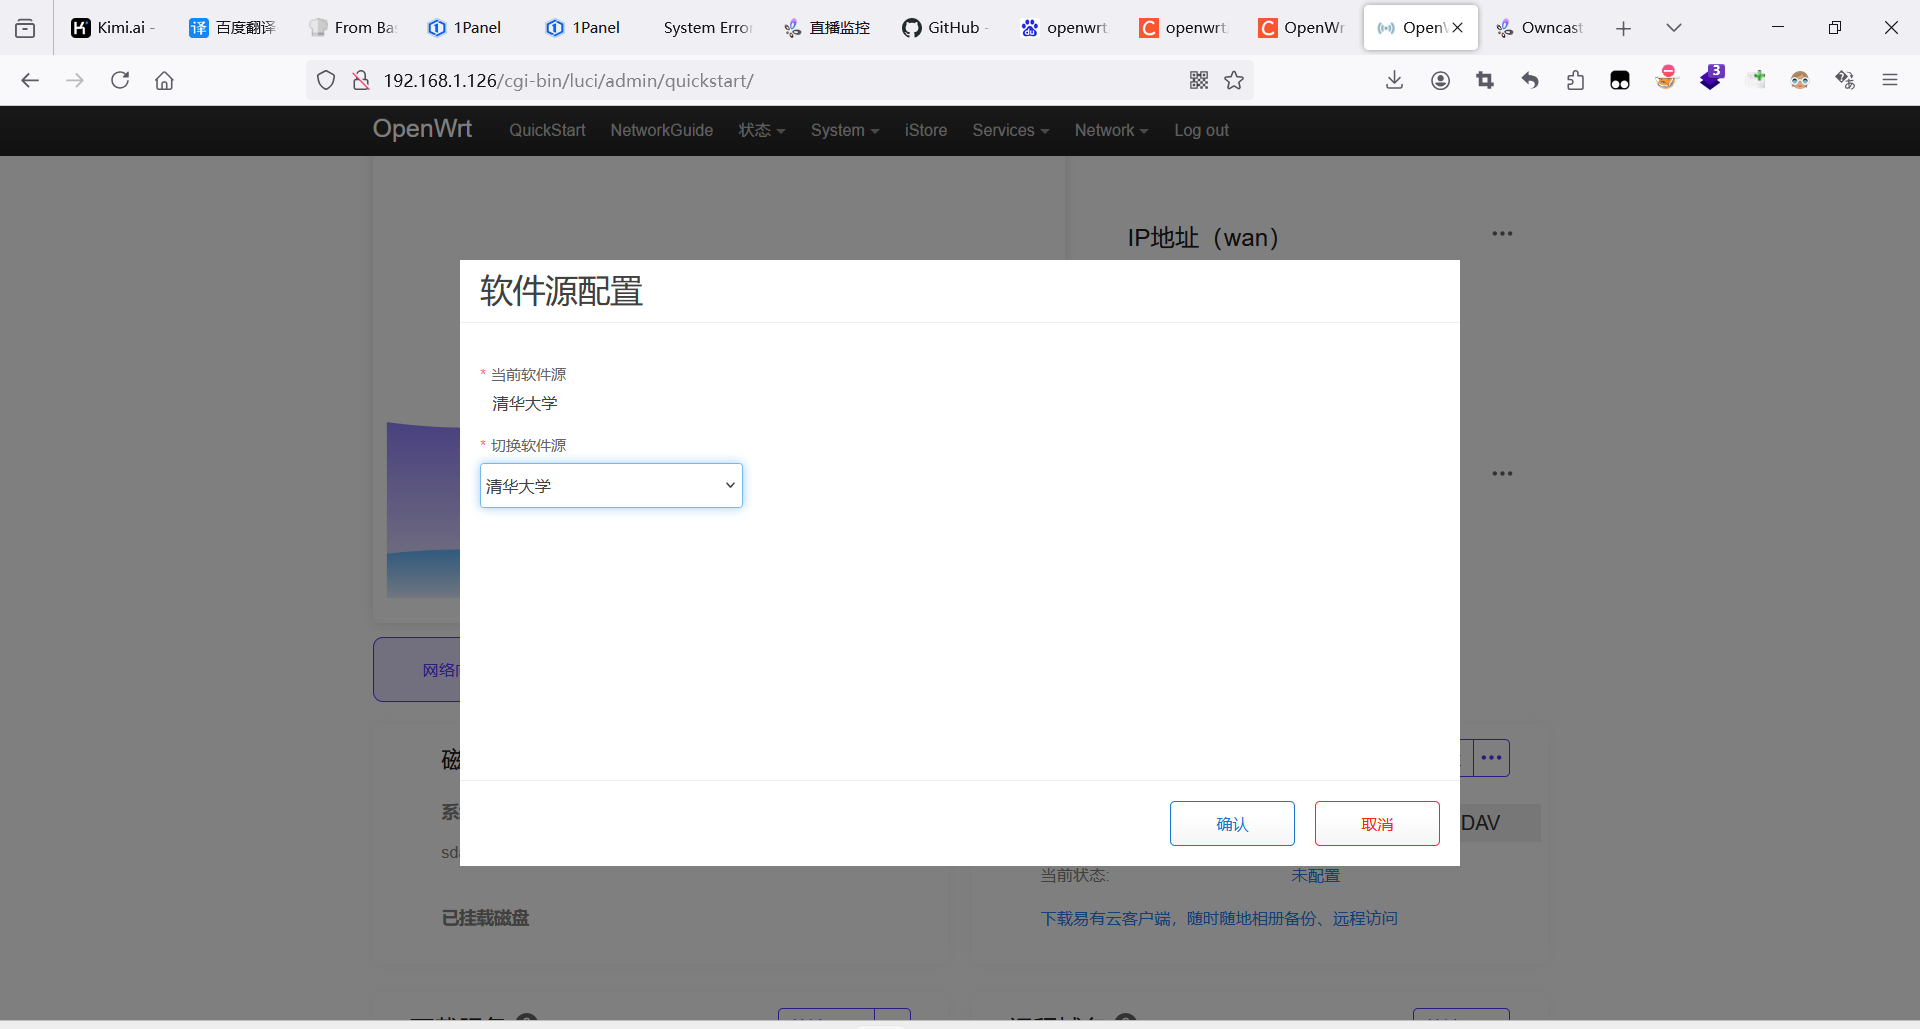 Kimi.ai -
百度翻译
From Ba
1Panel
1Panel
System Erro
直播监控
GitHub -
openwrt
openwrt
OpenWr
Open
Owncast
192.168.1.126/cgi-bin/luci/admin/quickstart/
3
OpenWrt
QuickStart
NetworkGuide
状态
System
iStore
Services
Network
Log out
IP地址（wan）
软件源配置
* 当前软件源
清华大学
* 切换软件源
清华大学
网络
磁
系
sd
DAV
确认
取消
当前状态:
未配置
已挂载磁盘
下载易有云客户端，随时随地相册备份、远程访问